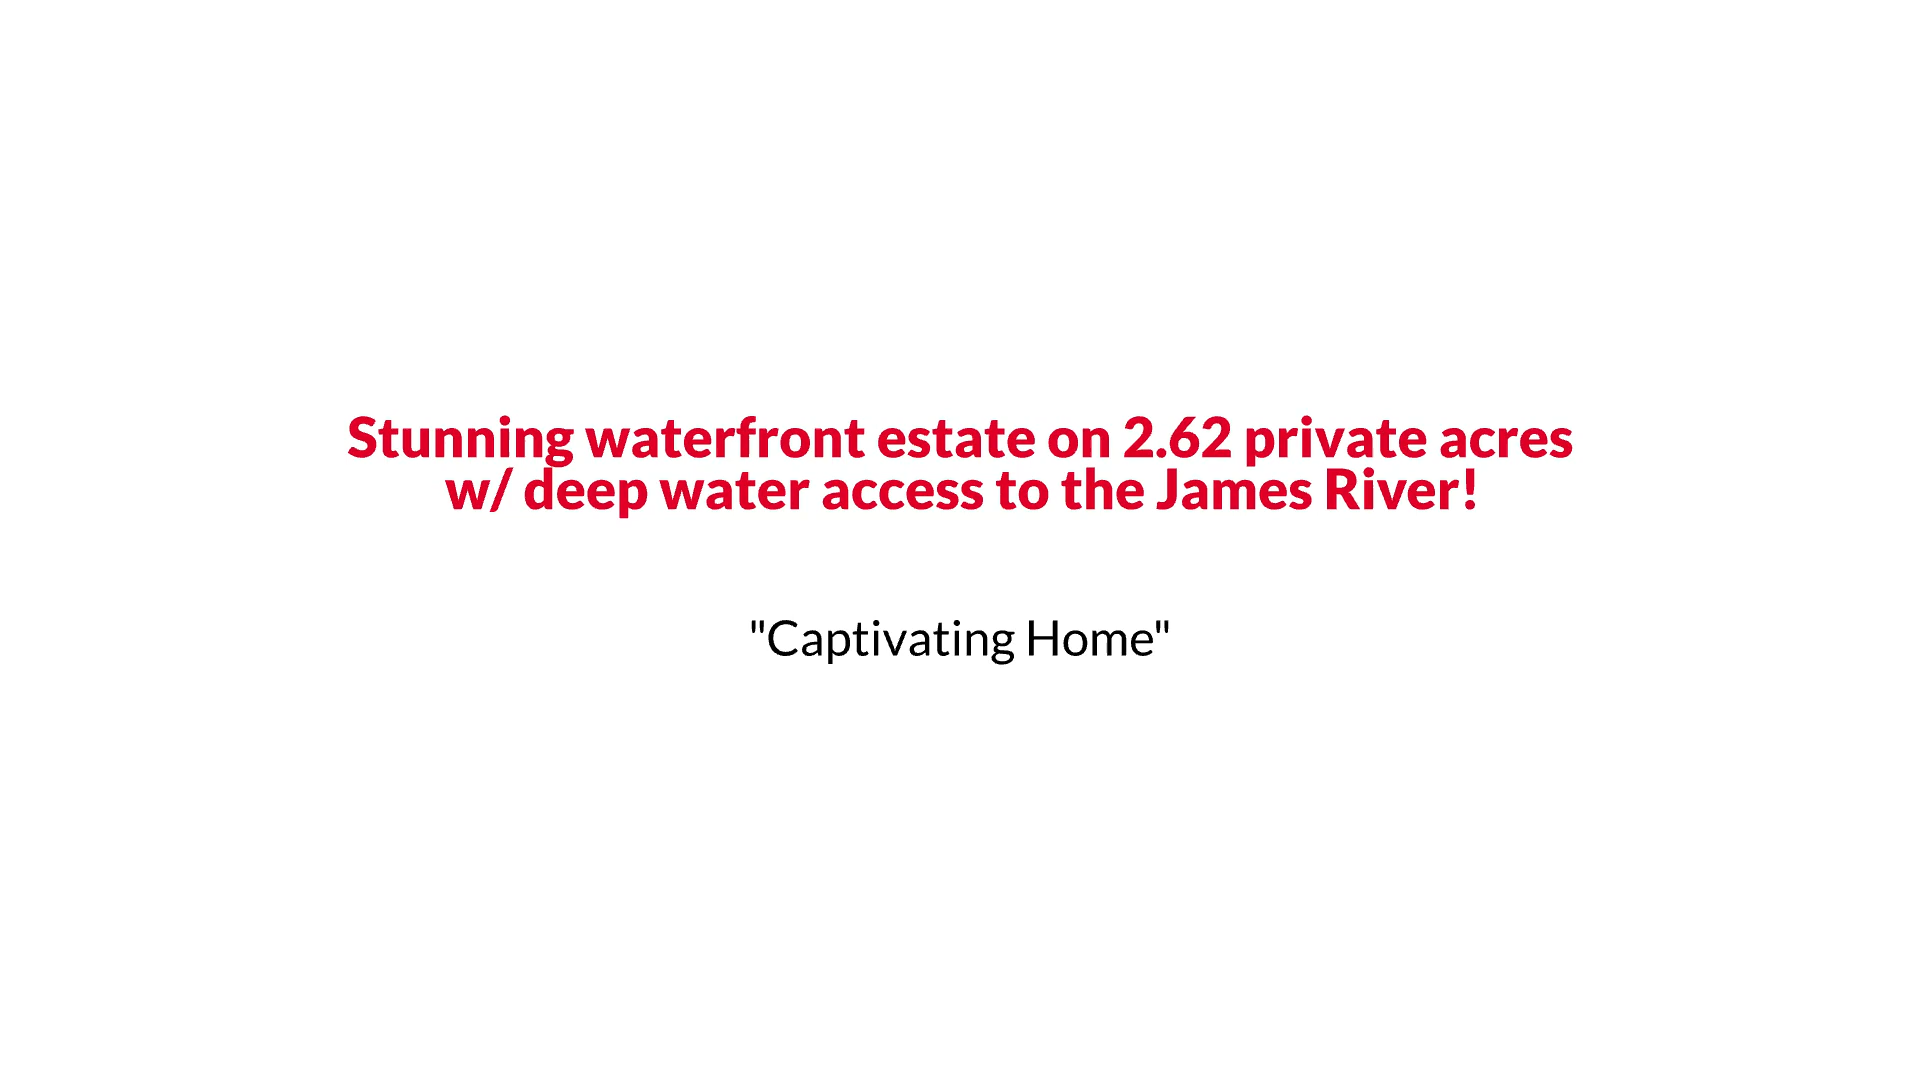 Stunning waterfront estate on 2.62 private acres
w/ deep water access to the James River!
"Captivating Home"